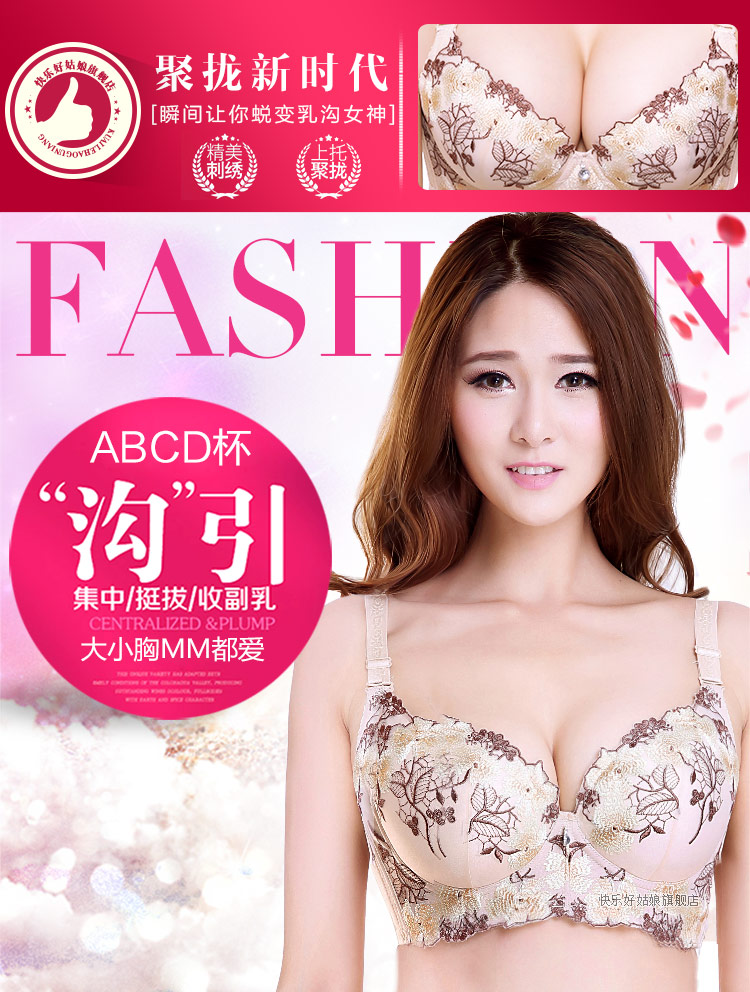 快乐好姑娘旗舰店
KUAILEHAOGUNIANG
聚拢新时代
[瞬间让你蜕变乳沟女神]
精美
刺绣
上托
聚拢
FASH N
ABCD杯
“沟”引
集中/挺拔/收副乳
CENTRALIZED &PLUMP
大小胸MM都爱
快乐好姑娘旗舰店